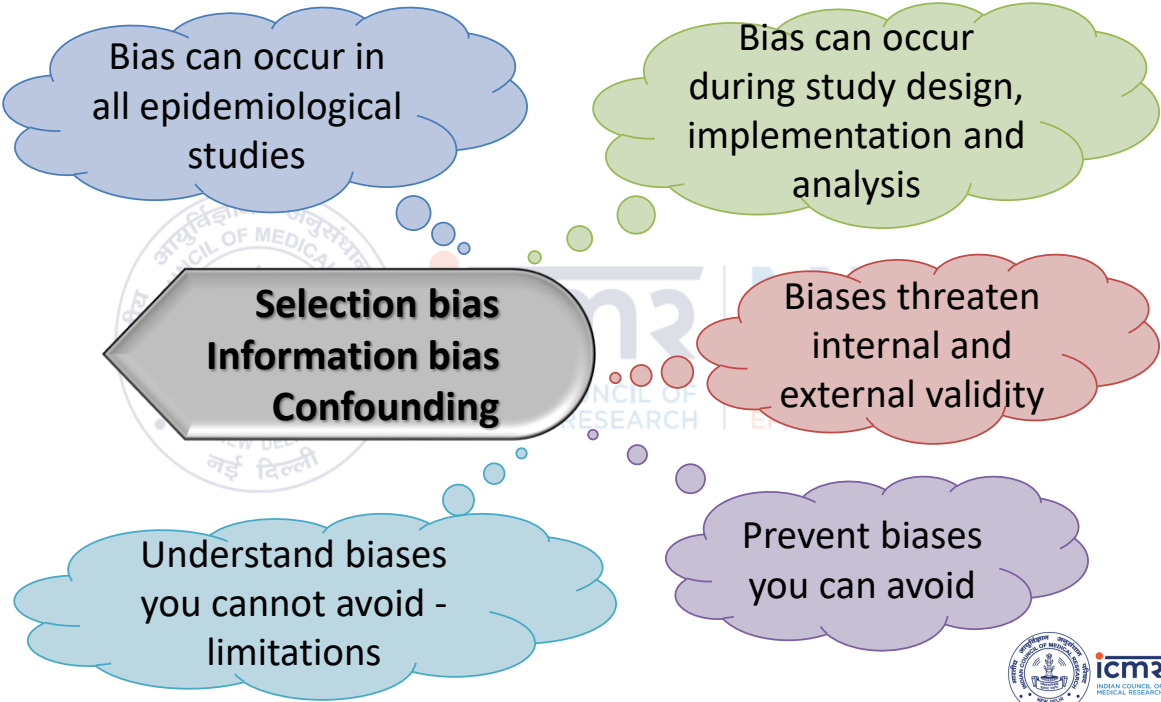 Bias can occur in
all epidemiological
studies
Bias can occur
during study design,
implementation and
analysis
Selection bias
Information bias
Confounding
Biases threaten
internal and
external validity
Understand biases
you cannot avoid -
limitations
Prevent biases
you can avoid
नई दिल्ली
icmr
INDIAN COUNCIL OF
MEDICAL RESEARCH